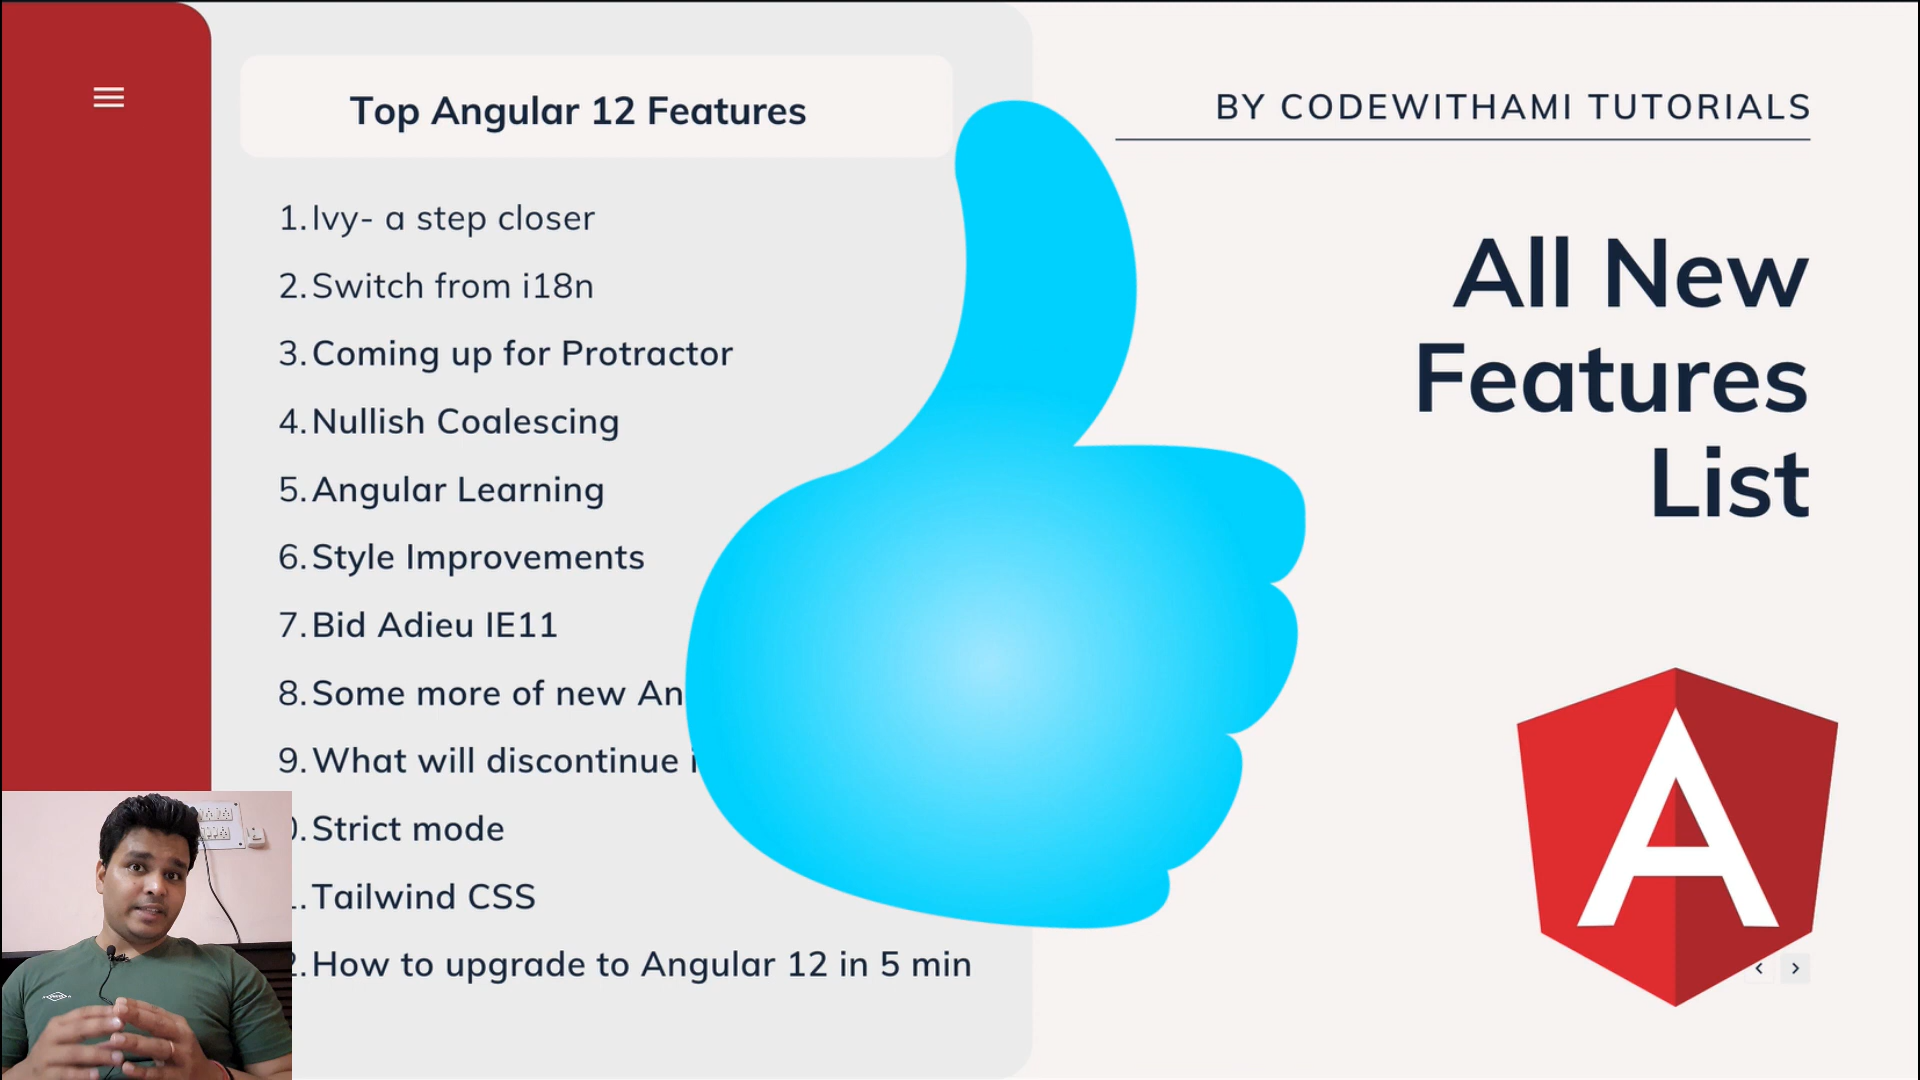 Top Angular 12 Features
1. Ivy- a step closer
2. Switch from i18n
3. Coming up for Protractor
4. Nullish Coalescing
5. Angular Learning
6. Style Improvements
7. Bid Adieu IE11
8. Some more of new
9. What will discontinue
Strict mode
Tailwind CSS
How to upgrade to Angular 12 in 5 min
BY CODEWITHAMI TUTORIALS
All New
Features
List
A